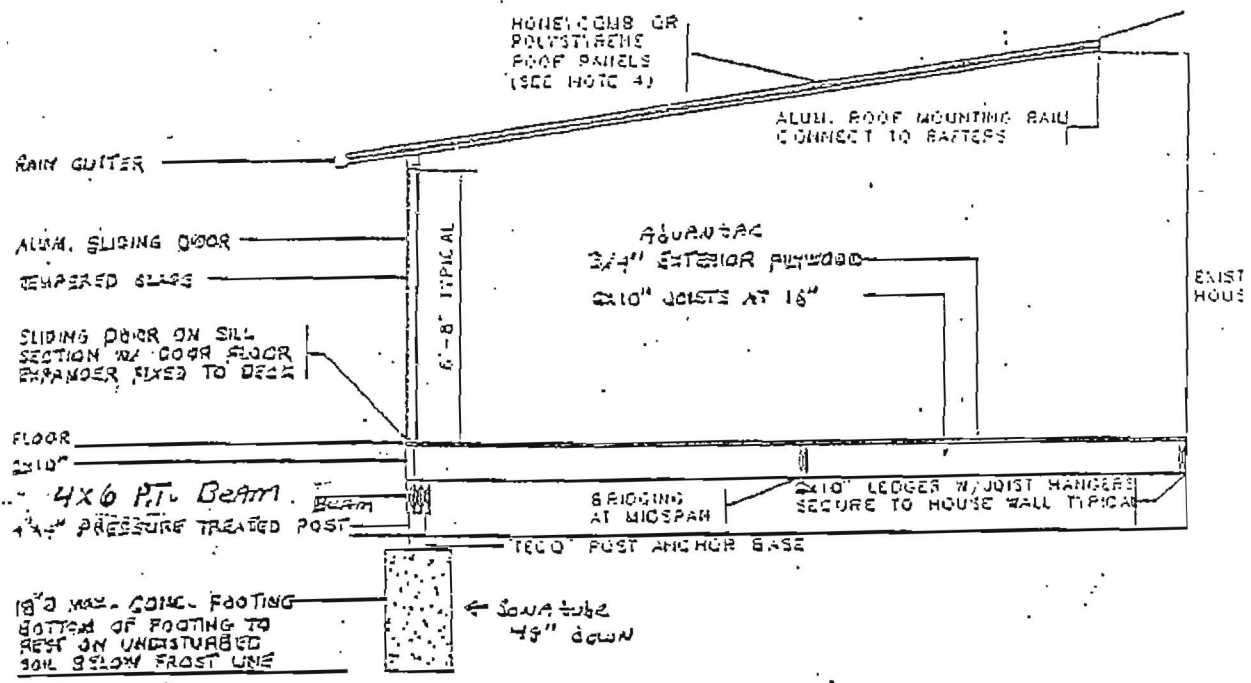 HONEYCOMB OR
POLYSTYRENE
ROOF PANELS
(SEE NOTE 4)
ALUM. ROOF MOUNTING RAIL
CONNECT TO RAFTERS
RAIN GUTTER
ALUM. SLIDING DOOR
TEMPERED GLASS
6'-8" TYPICAL
3/4" EXTERIOR PLYWOOD
2X10" JOISTS AT 16"
EXIST
HOUS
SLIDING DOOR ON SILL
SECTION W/ DOOR FLOOR
EXPANDER FIXED TO DECK
FLOOR
2X10"
4X6 P.T. BEAM
BEAM
4"X4" PRESSURE TREATED POST
BRIDGING
AT MIDSPAN
2X10" LEDGER W/JOIST HANGERS
SECURE TO HOUSE WALL TYPICAL
"TECO" POST ANCHOR BASE
18"Ø MAX. CONC. FOOTING
BOTTOM OF FOOTING TO
REST ON UNDISTURBED
SOIL BELOW FROST LINE
← SONA tube
down